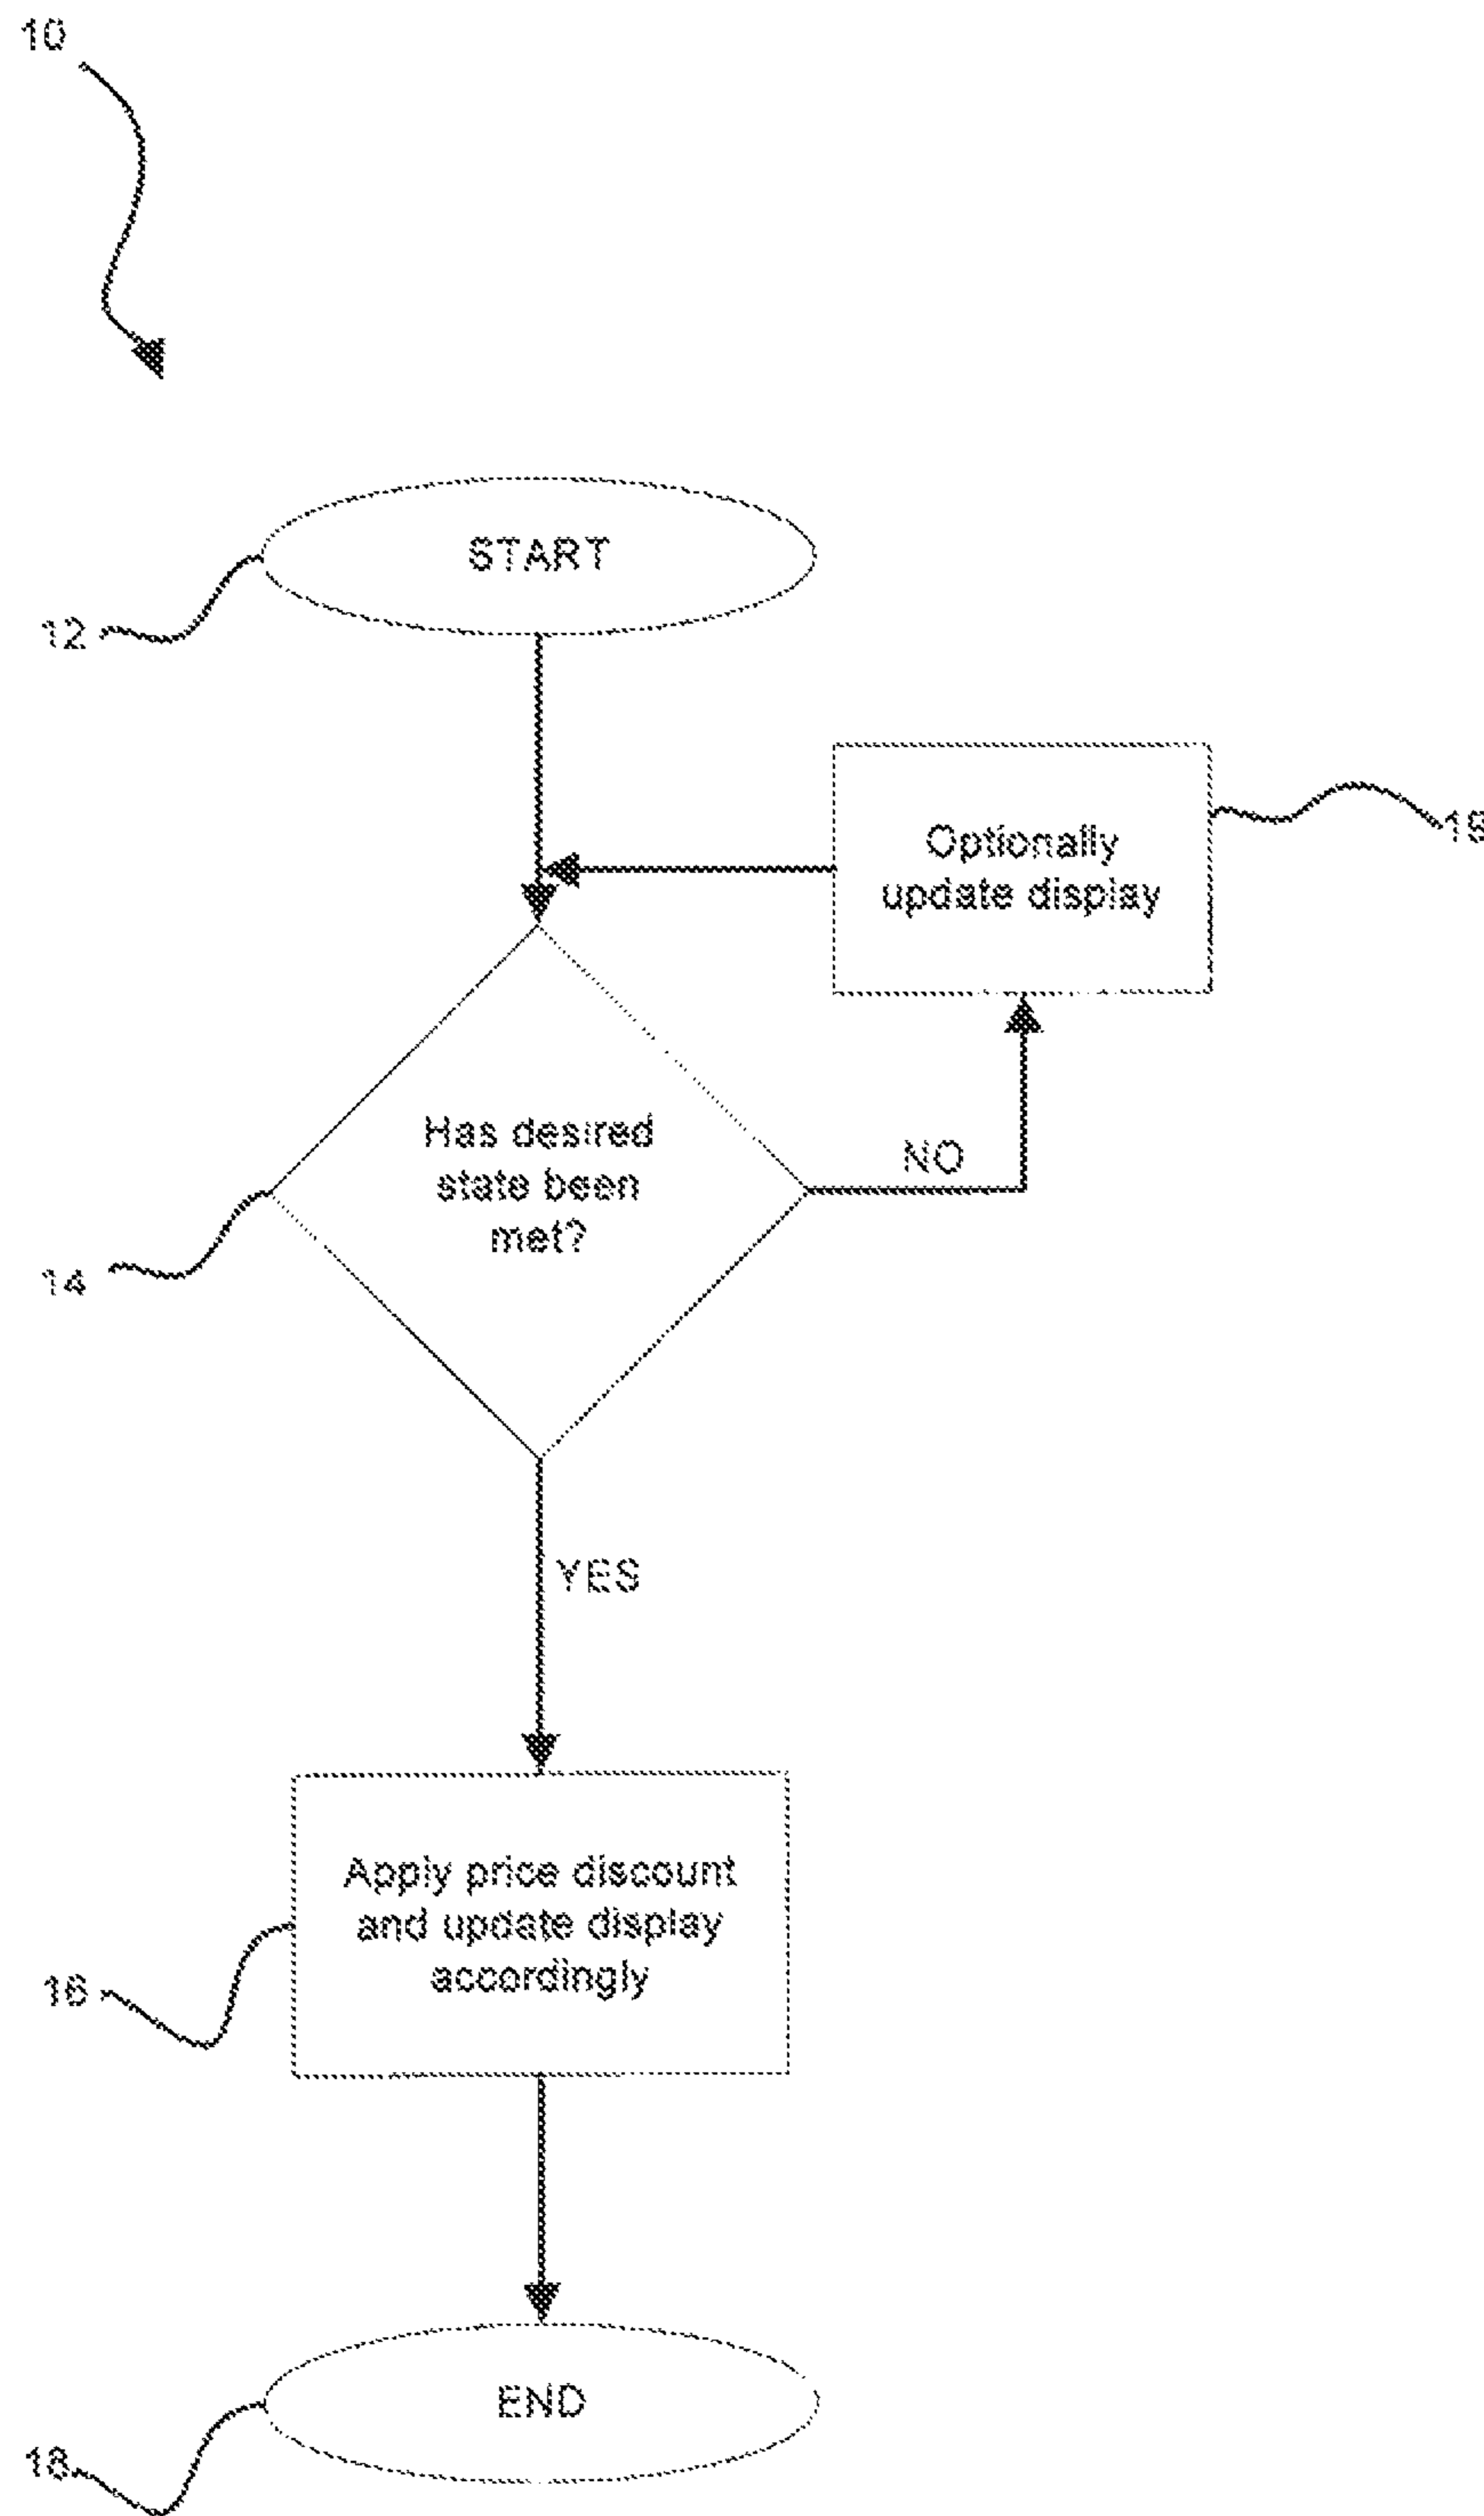 10
START
12
Optionally
update display
Has desired
state been
met?
NO
14
YES
Apply price discount
and update display
accordingly
16
END
18